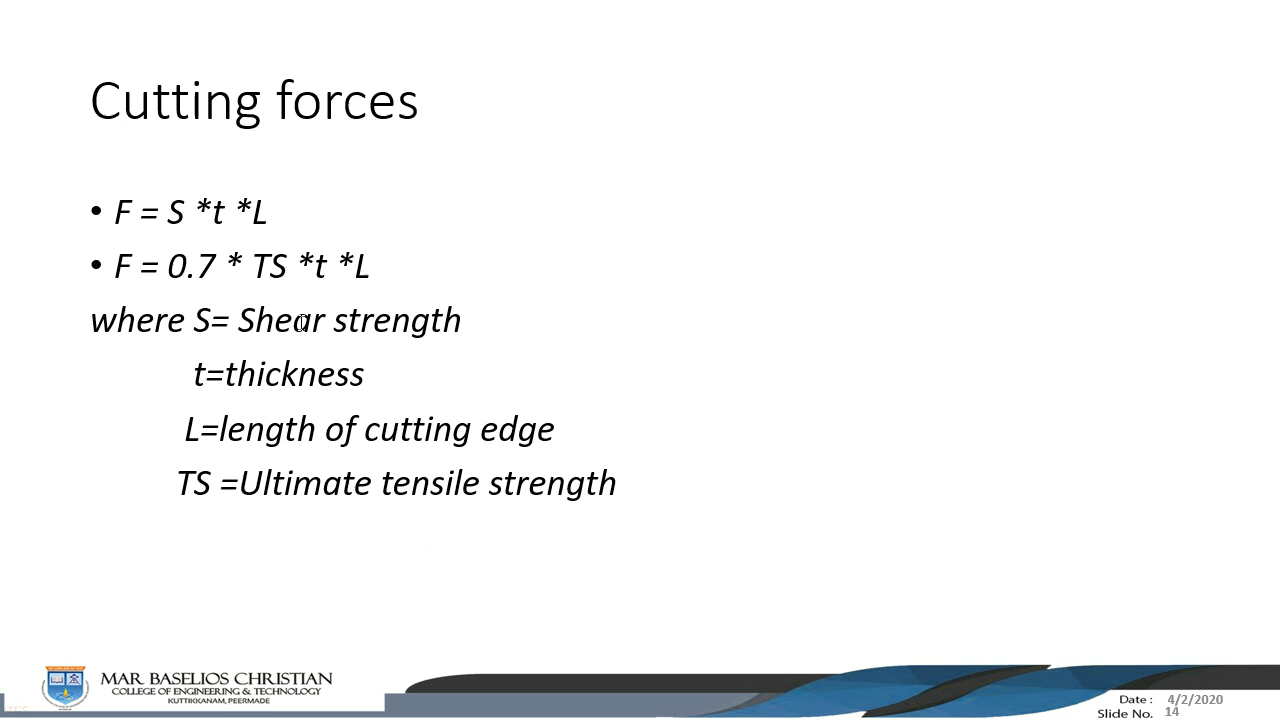 Cutting forces
• F = S *t *L
• F = 0.7 * TS *t *L
where S= Shear strength
t=thickness
L=length of cutting edge
TS =Ultimate tensile strength
MAR BASELIOS CHRISTIAN
COLLEGE OF ENGINEERING & TECHNOLOGY
KUTTIKKANAM, PEERMADE
Date : 4/2/2020
Slide No. 14